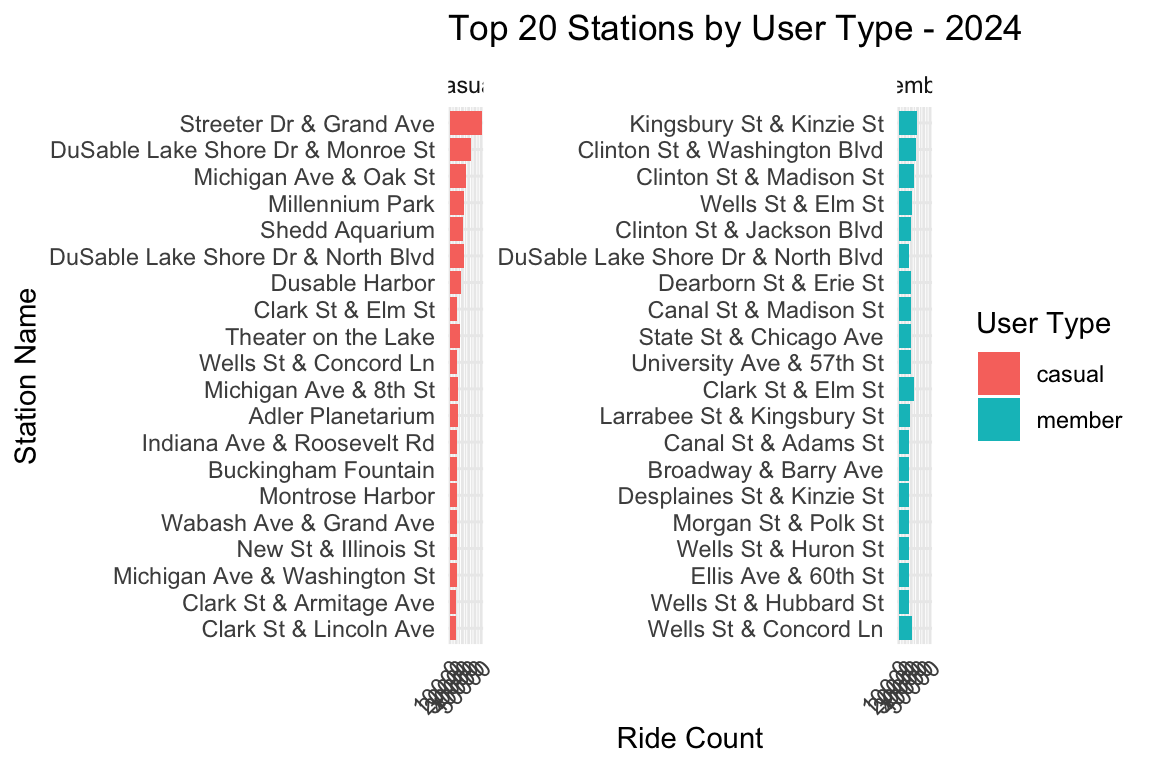 Top 20 Stations by User Type - 2024
Streeter Dr & Grand Ave
DuSable Lake Shore Dr & Monroe St
Michigan Ave & Oak St
Millennium Park
Shedd Aquarium
DuSable Lake Shore Dr & North Blvd
Dusable Harbor
Clark St & Elm St
Theater on the Lake
Wells St & Concord Ln
Michigan Ave & 8th St
Adler Planetarium
Indiana Ave & Roosevelt Rd
Buckingham Fountain
Montrose Harbor
Wabash Ave & Grand Ave
New St & Illinois St
Michigan Ave & Washington St
Clark St & Armitage Ave
Clark St & Lincoln Ave
Kingsbury St & Kinzie St
Clinton St & Washington Blvd
Clinton St & Madison St
Wells St & Elm St
Clinton St & Jackson Blvd
DuSable Lake Shore Dr & North Blvd
Dearborn St & Erie St
Canal St & Madison St
State St & Chicago Ave
University Ave & 57th St
Clark St & Elm St
Larrabee St & Kingsbury St
Canal St & Adams St
Broadway & Barry Ave
Desplaines St & Kinzie St
Morgan St & Polk St
Wells St & Huron St
Ellis Ave & 60th St
Wells St & Hubbard St
Wells St & Concord Ln
Station Name
Ride Count
User Type
casual
member